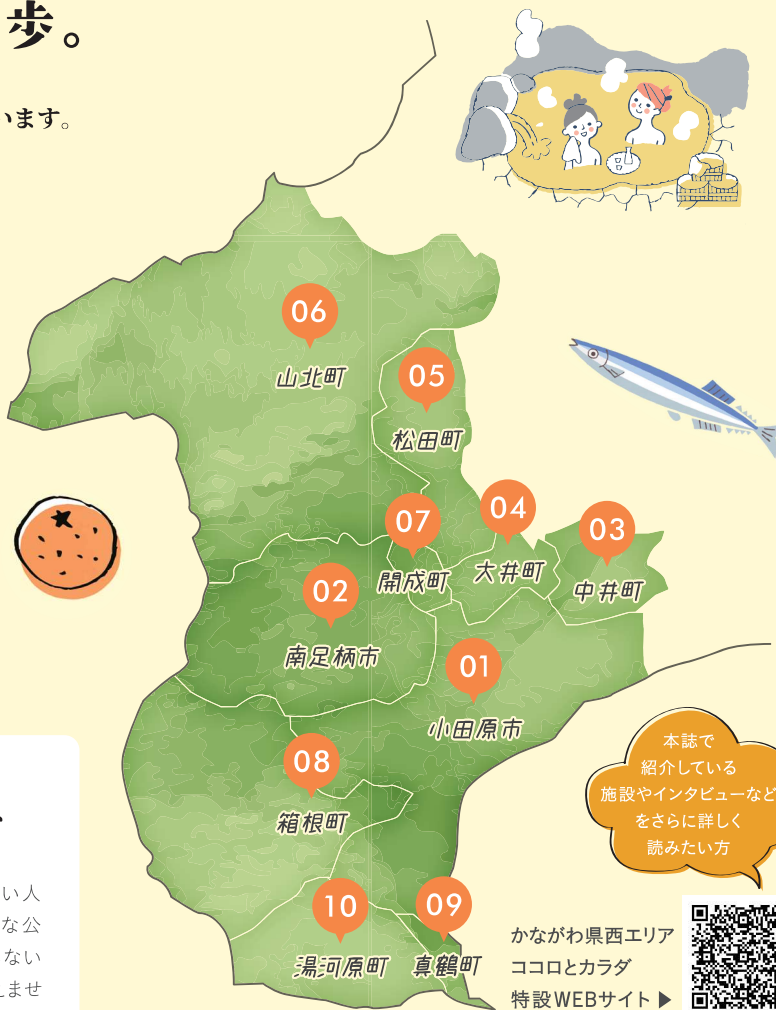 歩。
います。
06
山北町
05
松田町
04
大井町
03
中井町
07
開成町
02
南足柄市
01
小田原市
08
箱根町
10
湯河原町
09
真鶴町
本誌で
紹介している
施設やインタビューなど
をさらに詳しく
読みたい方
い人
な公
ない
ませ
かながわ県西エリア
ココロとカラダ
特設WEBサイト ▶